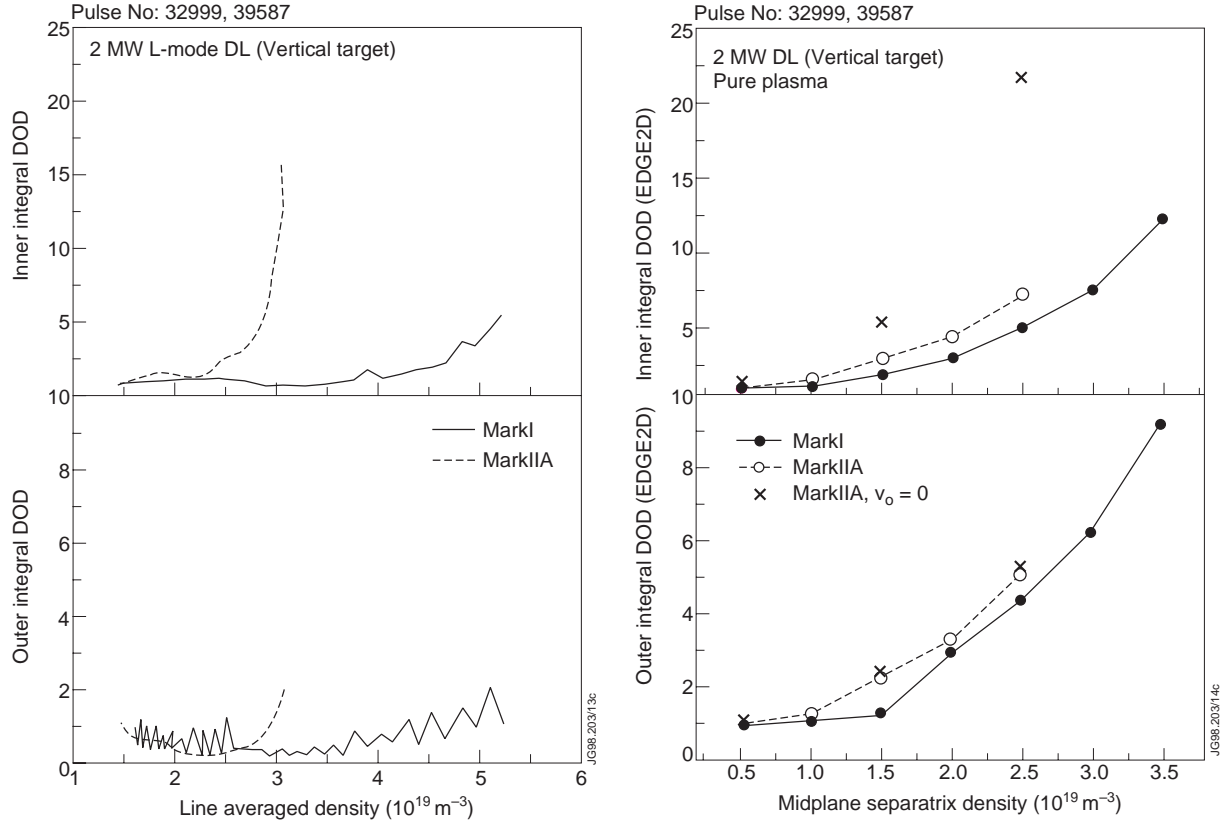 Pulse No: 32999, 39587
25
20
15
10
5
10
8
6
4
2
0
Inner integral DOD
Outer integral DOD
2 MW L-mode DL (Vertical target)
MarkI
MarkIIA
1
2
3
4
5
6
Line averaged density (10¹⁹ m⁻³)
JG98.203/13c
Pulse No: 32999, 39587
25
20
15
10
5
10
8
6
4
2
0
Inner integral DOD (EDGE2D)
Outer integral DOD (EDGE2D)
2 MW DL (Vertical target)
Pure plasma
MarkI
MarkIIA
MarkIIA, vₒ = 0
0.5
1.0
1.5
2.0
2.5
3.0
3.5
Midplane separatrix density (10¹⁹ m⁻³)
JG98.203/14c